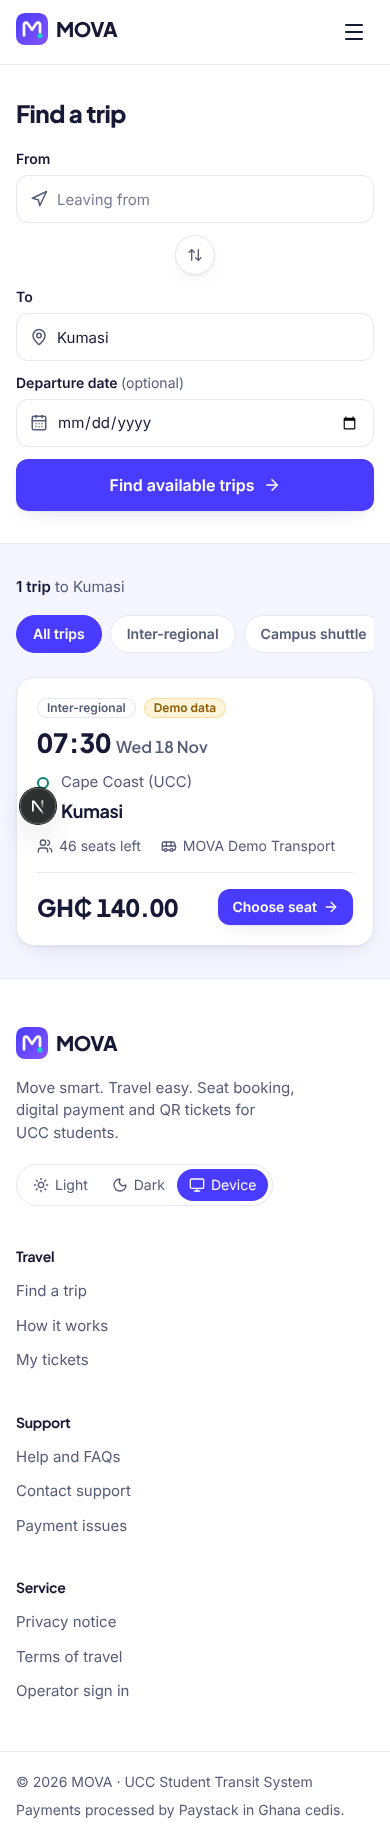 MOVA
Find a trip
From
Leaving from
To
Kumasi
Departure date (optional)
mm/dd/yyyy
Find available trips
1 trip to Kumasi
All trips
Inter-regional
Campus shuttle
Inter-regional
Demo data
07:30 Wed 18 Nov
Cape Coast (UCC)
N
Kumasi
46 seats left
MOVA Demo Transport
GH₵ 140.00
Choose seat
MOVA
Move smart. Travel easy. Seat booking,
digital payment and QR tickets for
UCC students.
Light
Dark
Device
Travel
Find a trip
How it works
My tickets
Support
Help and FAQs
Contact support
Payment issues
Service
Privacy notice
Terms of travel
Operator sign in
© 2026 MOVA · UCC Student Transit System
Payments processed by Paystack in Ghana cedis.